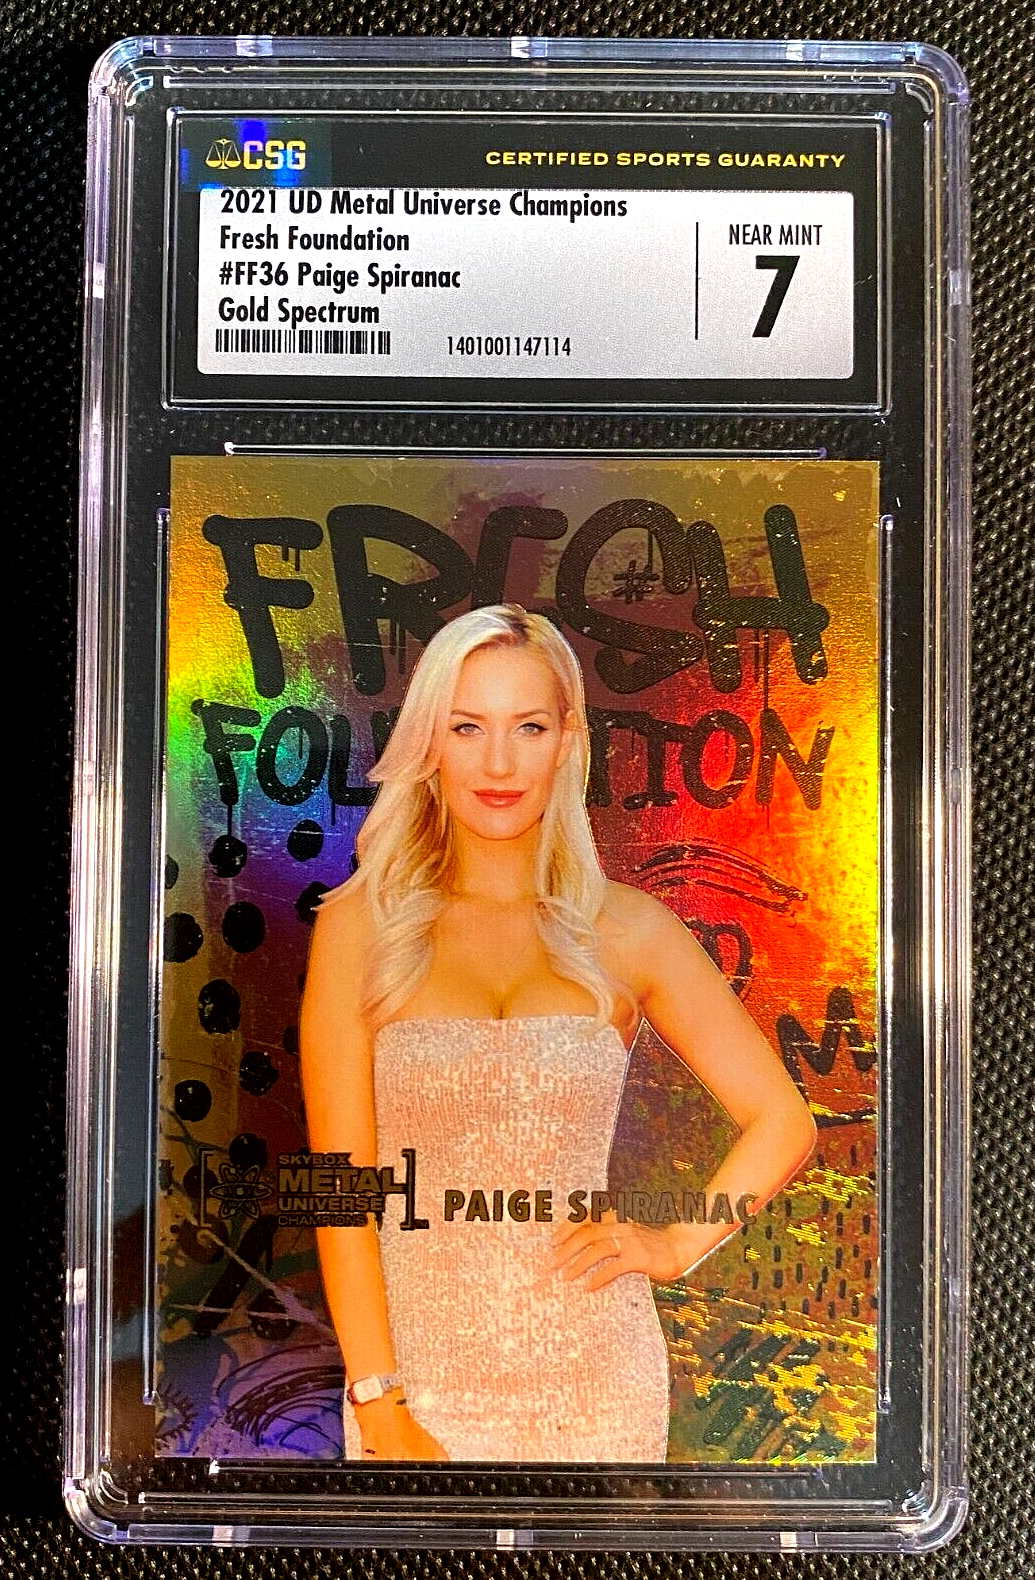 CSG
CERTIFIED SPORTS GUARANTY
2021 UD Metal Universe Champions
Fresh Foundation
#FF36 Paige Spiranac
Gold Spectrum
1401001147114
NEAR MINT
7
FRESH
FOUNDATION
SKYBOX
METAL
UNIVERSE
CHAMPIONS
PAIGE SPIRANAC